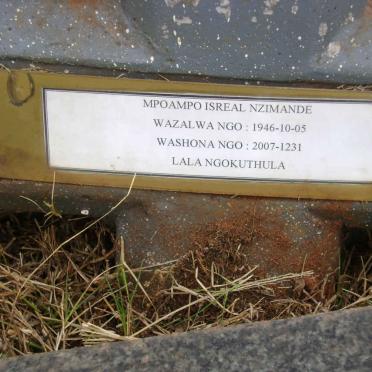 MPOAMPO ISREAL NZIMANDE
WAZALWA NGO : 1946-10-05
WASHONA NGO : 2007-1231
LALA NGOKUTHULA